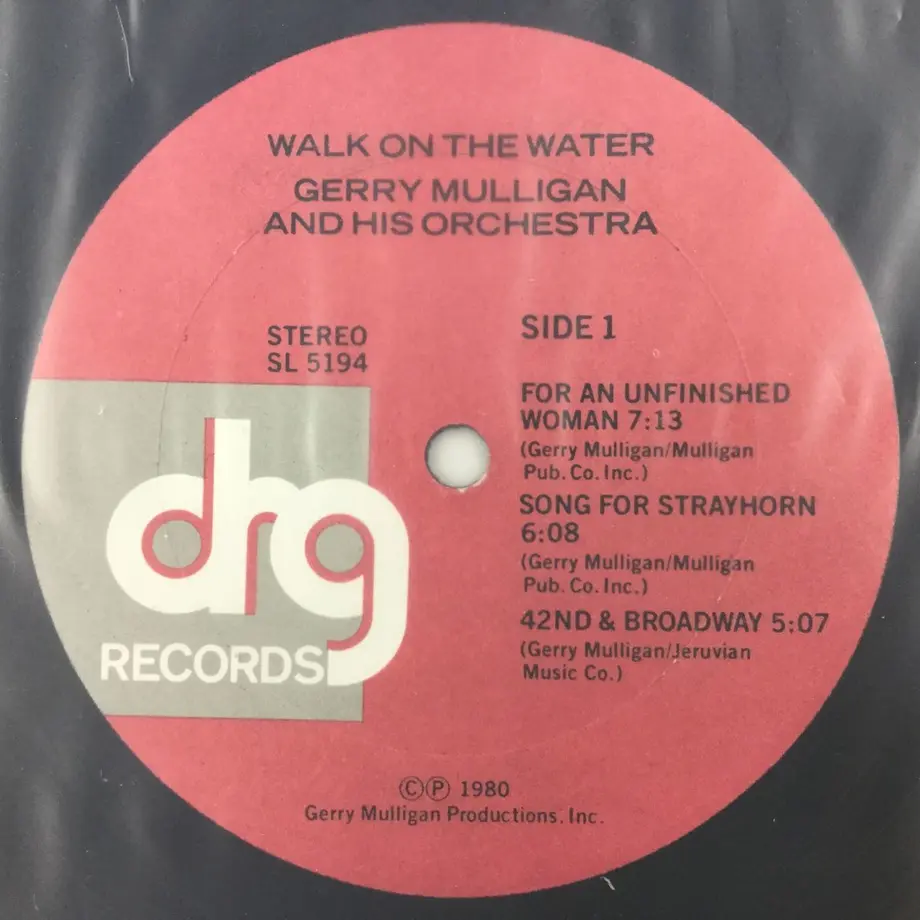 WALK ON THE WATER
GERRY MULLIGAN
AND HIS ORCHESTRA
STEREO
SL 5194
SIDE 1
FOR AN UNFINISHED
WOMAN 7:13
(Gerry Mulligan/Mulligan
Pub. Co. Inc.)
SONG FOR STRAYHORN
6:08
(Gerry Mulligan/Mulligan
Pub. Co. Inc.)
42ND & BROADWAY 5:07
(Gerry Mulligan/Jeruvian
Music Co.)
drg
RECORDS
©℗ 1980
Gerry Mulligan Productions, Inc.